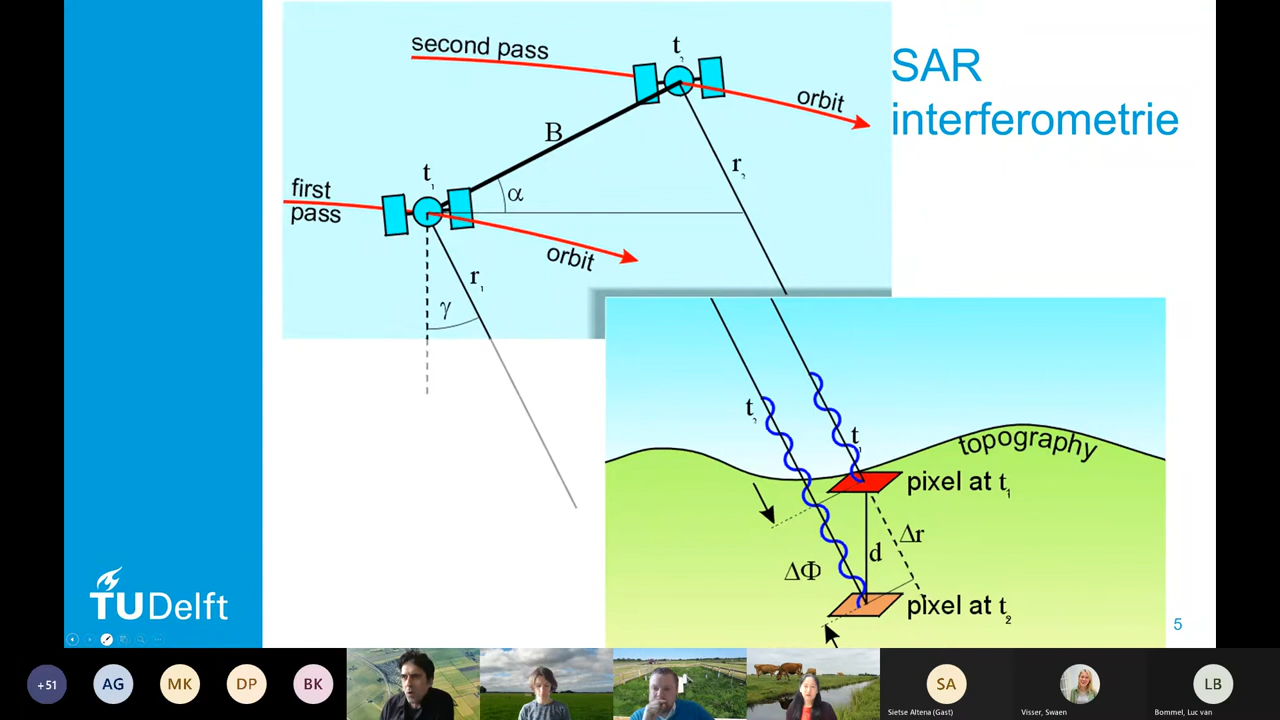 SAR
interferometrie
second pass
t₂
orbit
B
r₂
t₁
α
first
pass
orbit
r₁
γ
t₂
t₁
topography
pixel at t₁
Δr
d
ΔΦ
pixel at t₂
TUDelft
5
+51
AG
MK
DP
BK
SA
LB
Sietse Altena (Gast)
Visser, Swaen
Bommel, Luc van